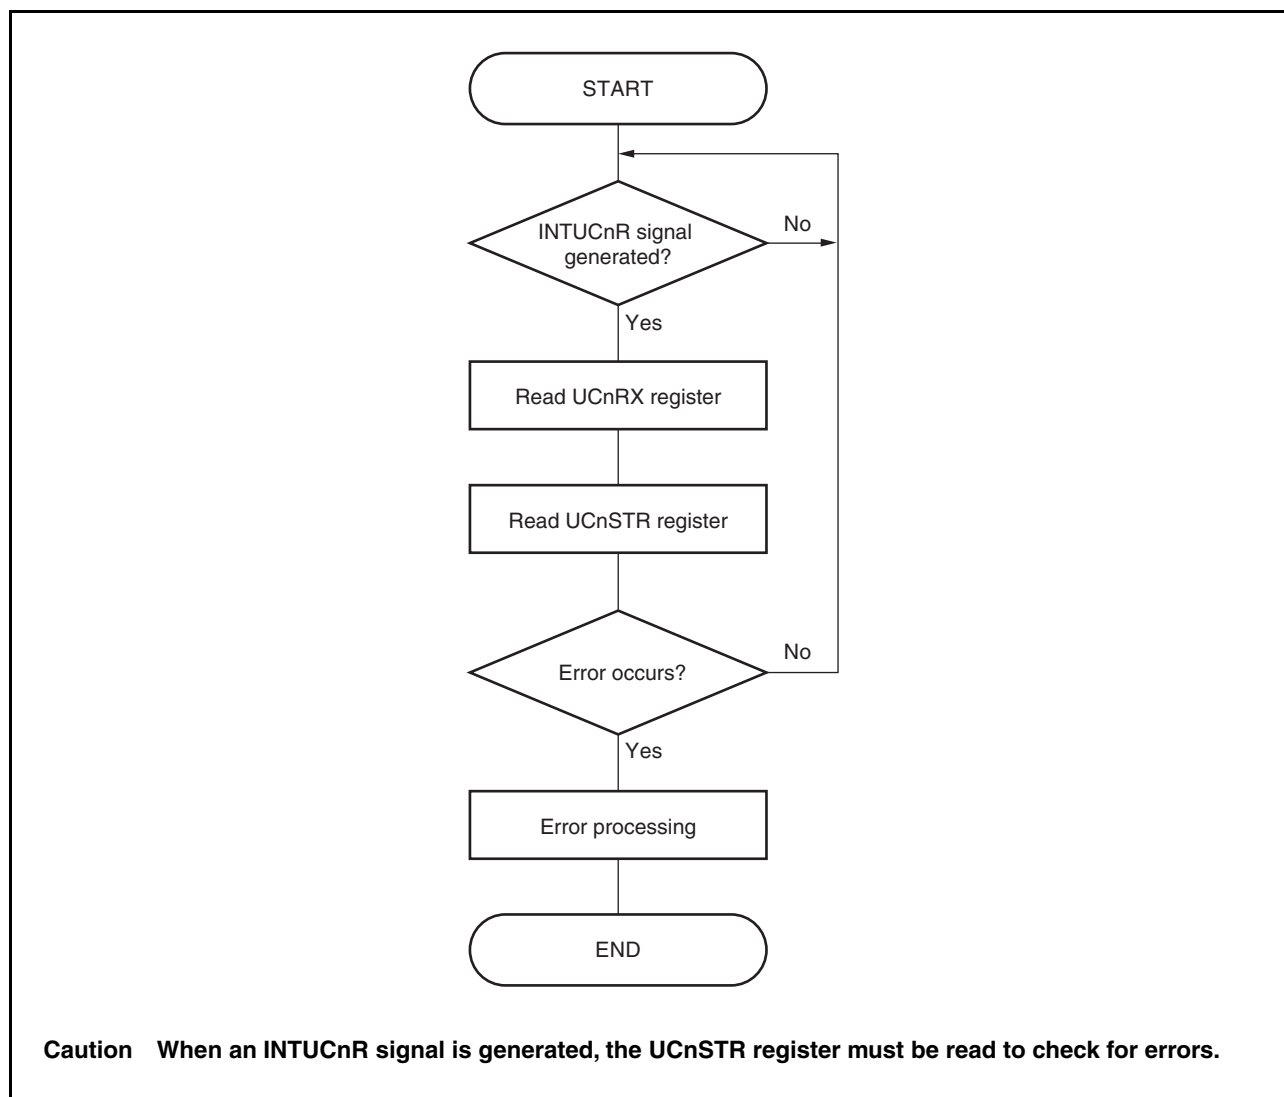 START
INTUCnR signal
generated?
No
Yes
Read UCnRX register
Read UCnSTR register
Error occurs?
No
Yes
Error processing
END
Caution When an INTUCnR signal is generated, the UCnSTR register must be read to check for errors.